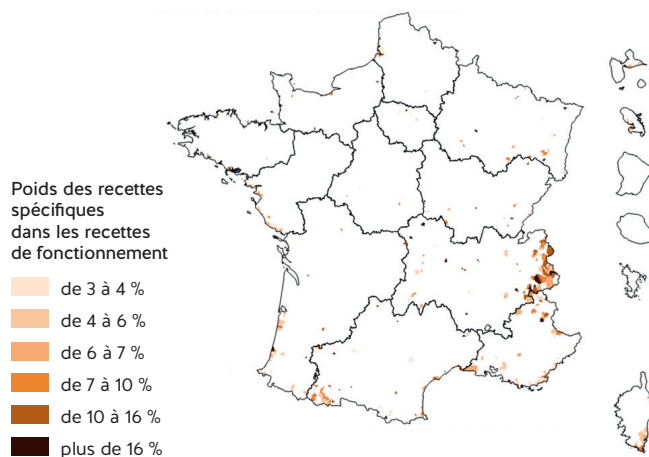 Poids des recettes
spécifiques
dans les recettes
de fonctionnement
de 3 à 4 %
de 4 à 6 %
de 6 à 7 %
de 7 à 10 %
de 10 à 16 %
plus de 16 %